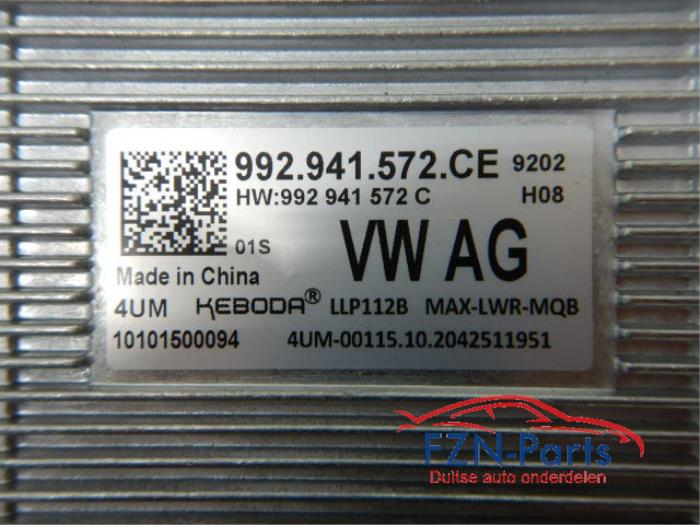 992.941.572.CE 9202
HW:992 941 572 C H08
01S VW AG
Made in China
4UM KEBODA® LLP112B MAX-LWR-MQB
10101500094 4UM-00115.10.2042511951
FZN-Parts
Duitse auto onderdelen